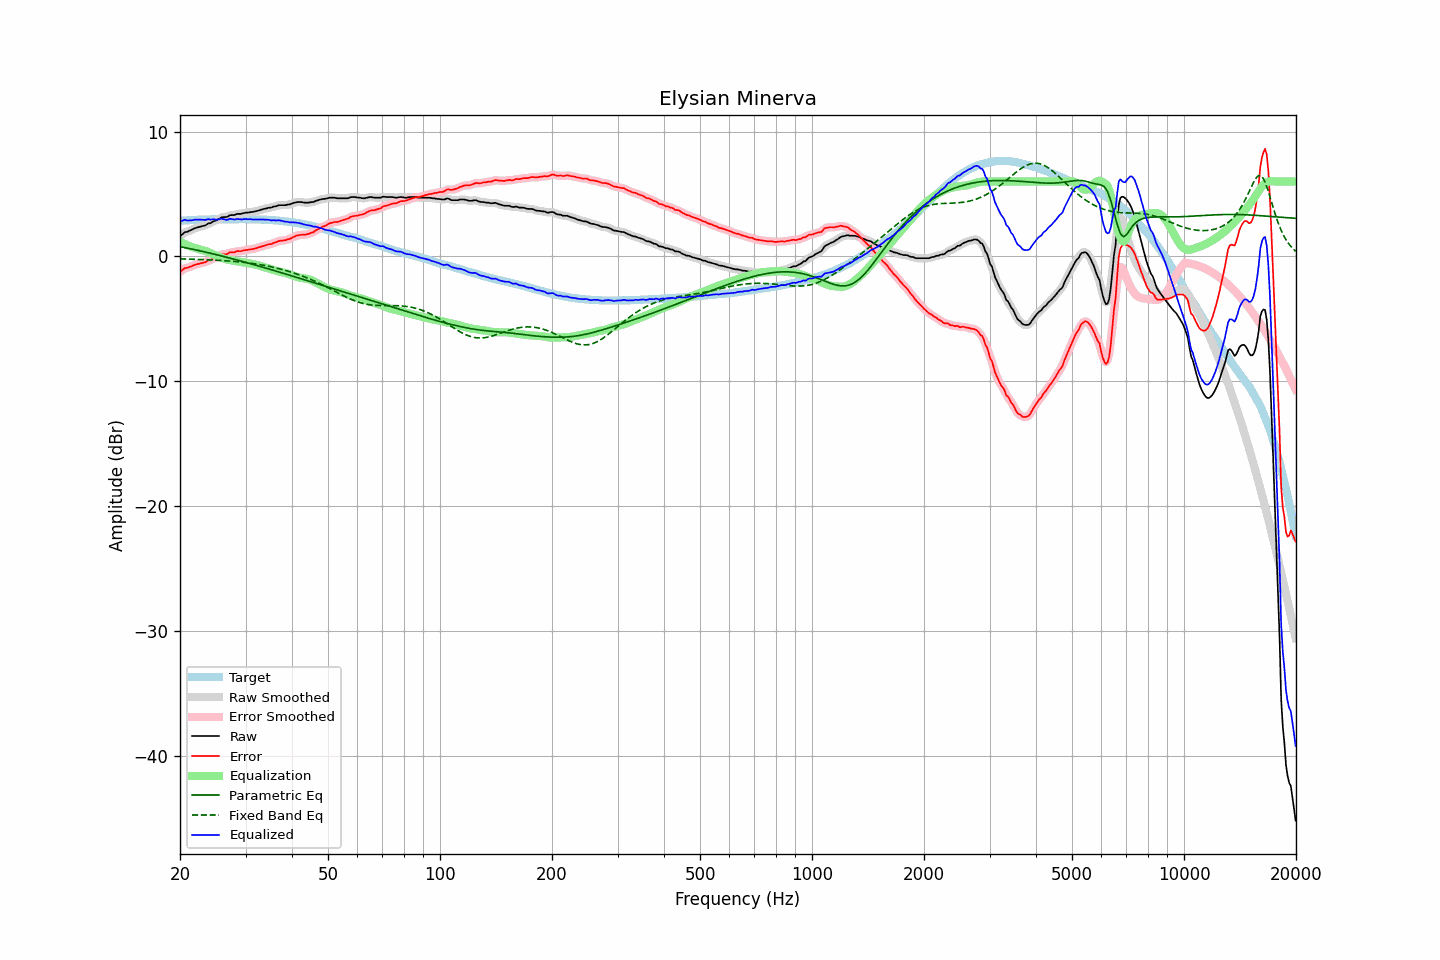 Elysian Minerva
10
0
−10
−20
−30
−40
Amplitude (dBr)
Target
Raw Smoothed
Error Smoothed
Raw
Error
Equalization
Parametric Eq
Fixed Band Eq
Equalized
20 50 100 200 500 1000 2000 5000 10000 20000
Frequency (Hz)